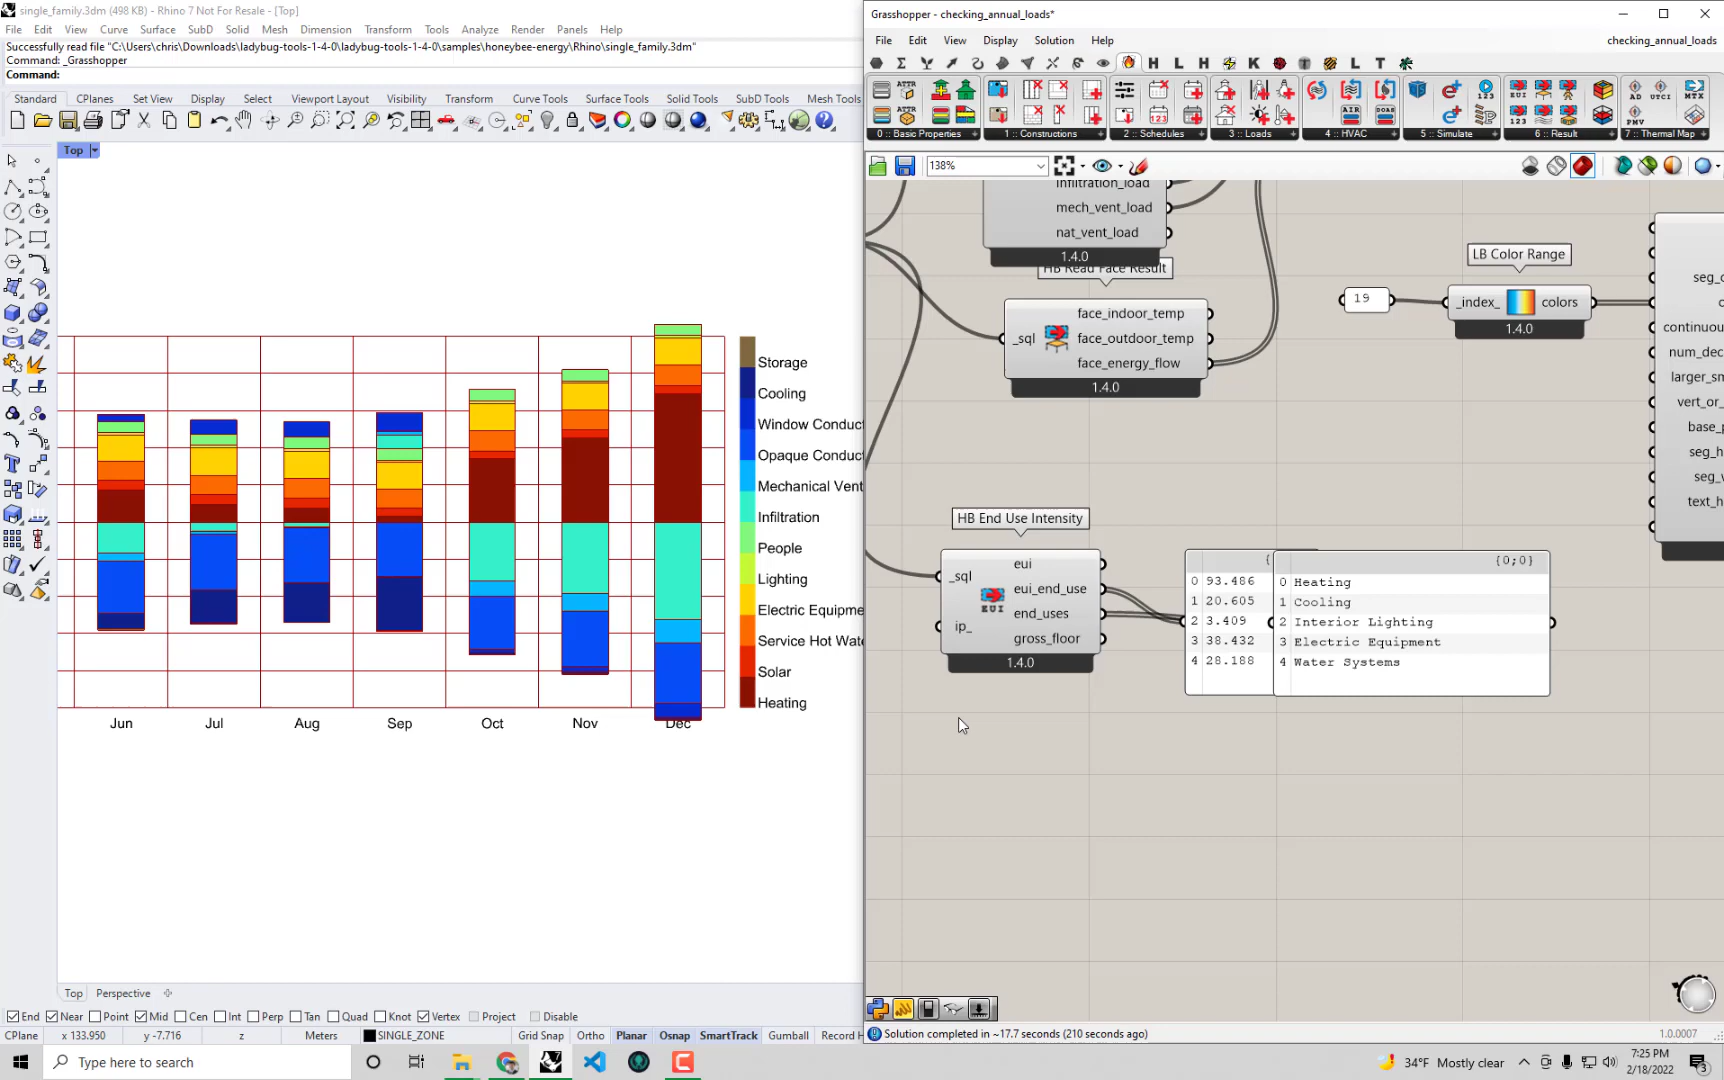 single_family.3dm (498 KB) - Rhino 7 Not For Resale - [Top]
File Edit View Curve Surface SubD Solid Mesh Dimension Transform Tools Analyze Render Panels Help
Successfully read file "C:\Users\chris\Downloads\ladybug-tools-1-4-0\ladybug-tools-1-4-0\samples\honeybee-energy\Rhino\single_family.3dm"
Command: _Grasshopper
Command:
Standard CPlanes Set View Display Select Viewport Layout Visibility Transform Curve Tools Surface Tools Solid Tools SubD Tools Mesh Tools
Top
Storage
Cooling
Window Conduc
Opaque Conduc
Mechanical Vent
Infiltration
People
Lighting
Electric Equipme
Service Hot Wate
Solar
Heating
Jun Jul Aug Sep Oct Nov Dec
Top Perspective
End Near Point Mid Cen Int Perp Tan Quad Knot Vertex Project Disable
CPlane x 133.950 y -7.716 z Meters SINGLE_ZONE Grid Snap Ortho Planar Osnap SmartTrack Gumball Record H
Grasshopper - checking_annual_loads*
File Edit View Display Solution Help checking_annual_loads
H L H K L T
0 :: Basic Properties 1 :: Constructions 2 :: Schedules 3 :: Loads 4 :: HVAC 5 :: Simulate 6 :: Result 7 :: Thermal Map
138%
infiltration_load
mech_vent_load
nat_vent_load
1.4.0
HB Read Face Result
_sql
face_indoor_temp
face_outdoor_temp
face_energy_flow
1.4.0
LB Color Range
19
_index_ colors
1.4.0
seg_c
c
continuous
num_dec
larger_sm
vert_or_
base_p
seg_h
seg_w
text_h
HB End Use Intensity
_sql
ip_
EUI
eui
eui_end_use
end_uses
gross_floor
1.4.0
{
0 93.486
1 20.605
2 3.409
3 38.432
4 28.188
{0;0}
0 Heating
1 Cooling
2 Interior Lighting
3 Electric Equipment
4 Water Systems
Solution completed in ~17.7 seconds (210 seconds ago)
1.0.0007
Type here to search
34°F Mostly clear
7:25 PM
2/18/2022
3